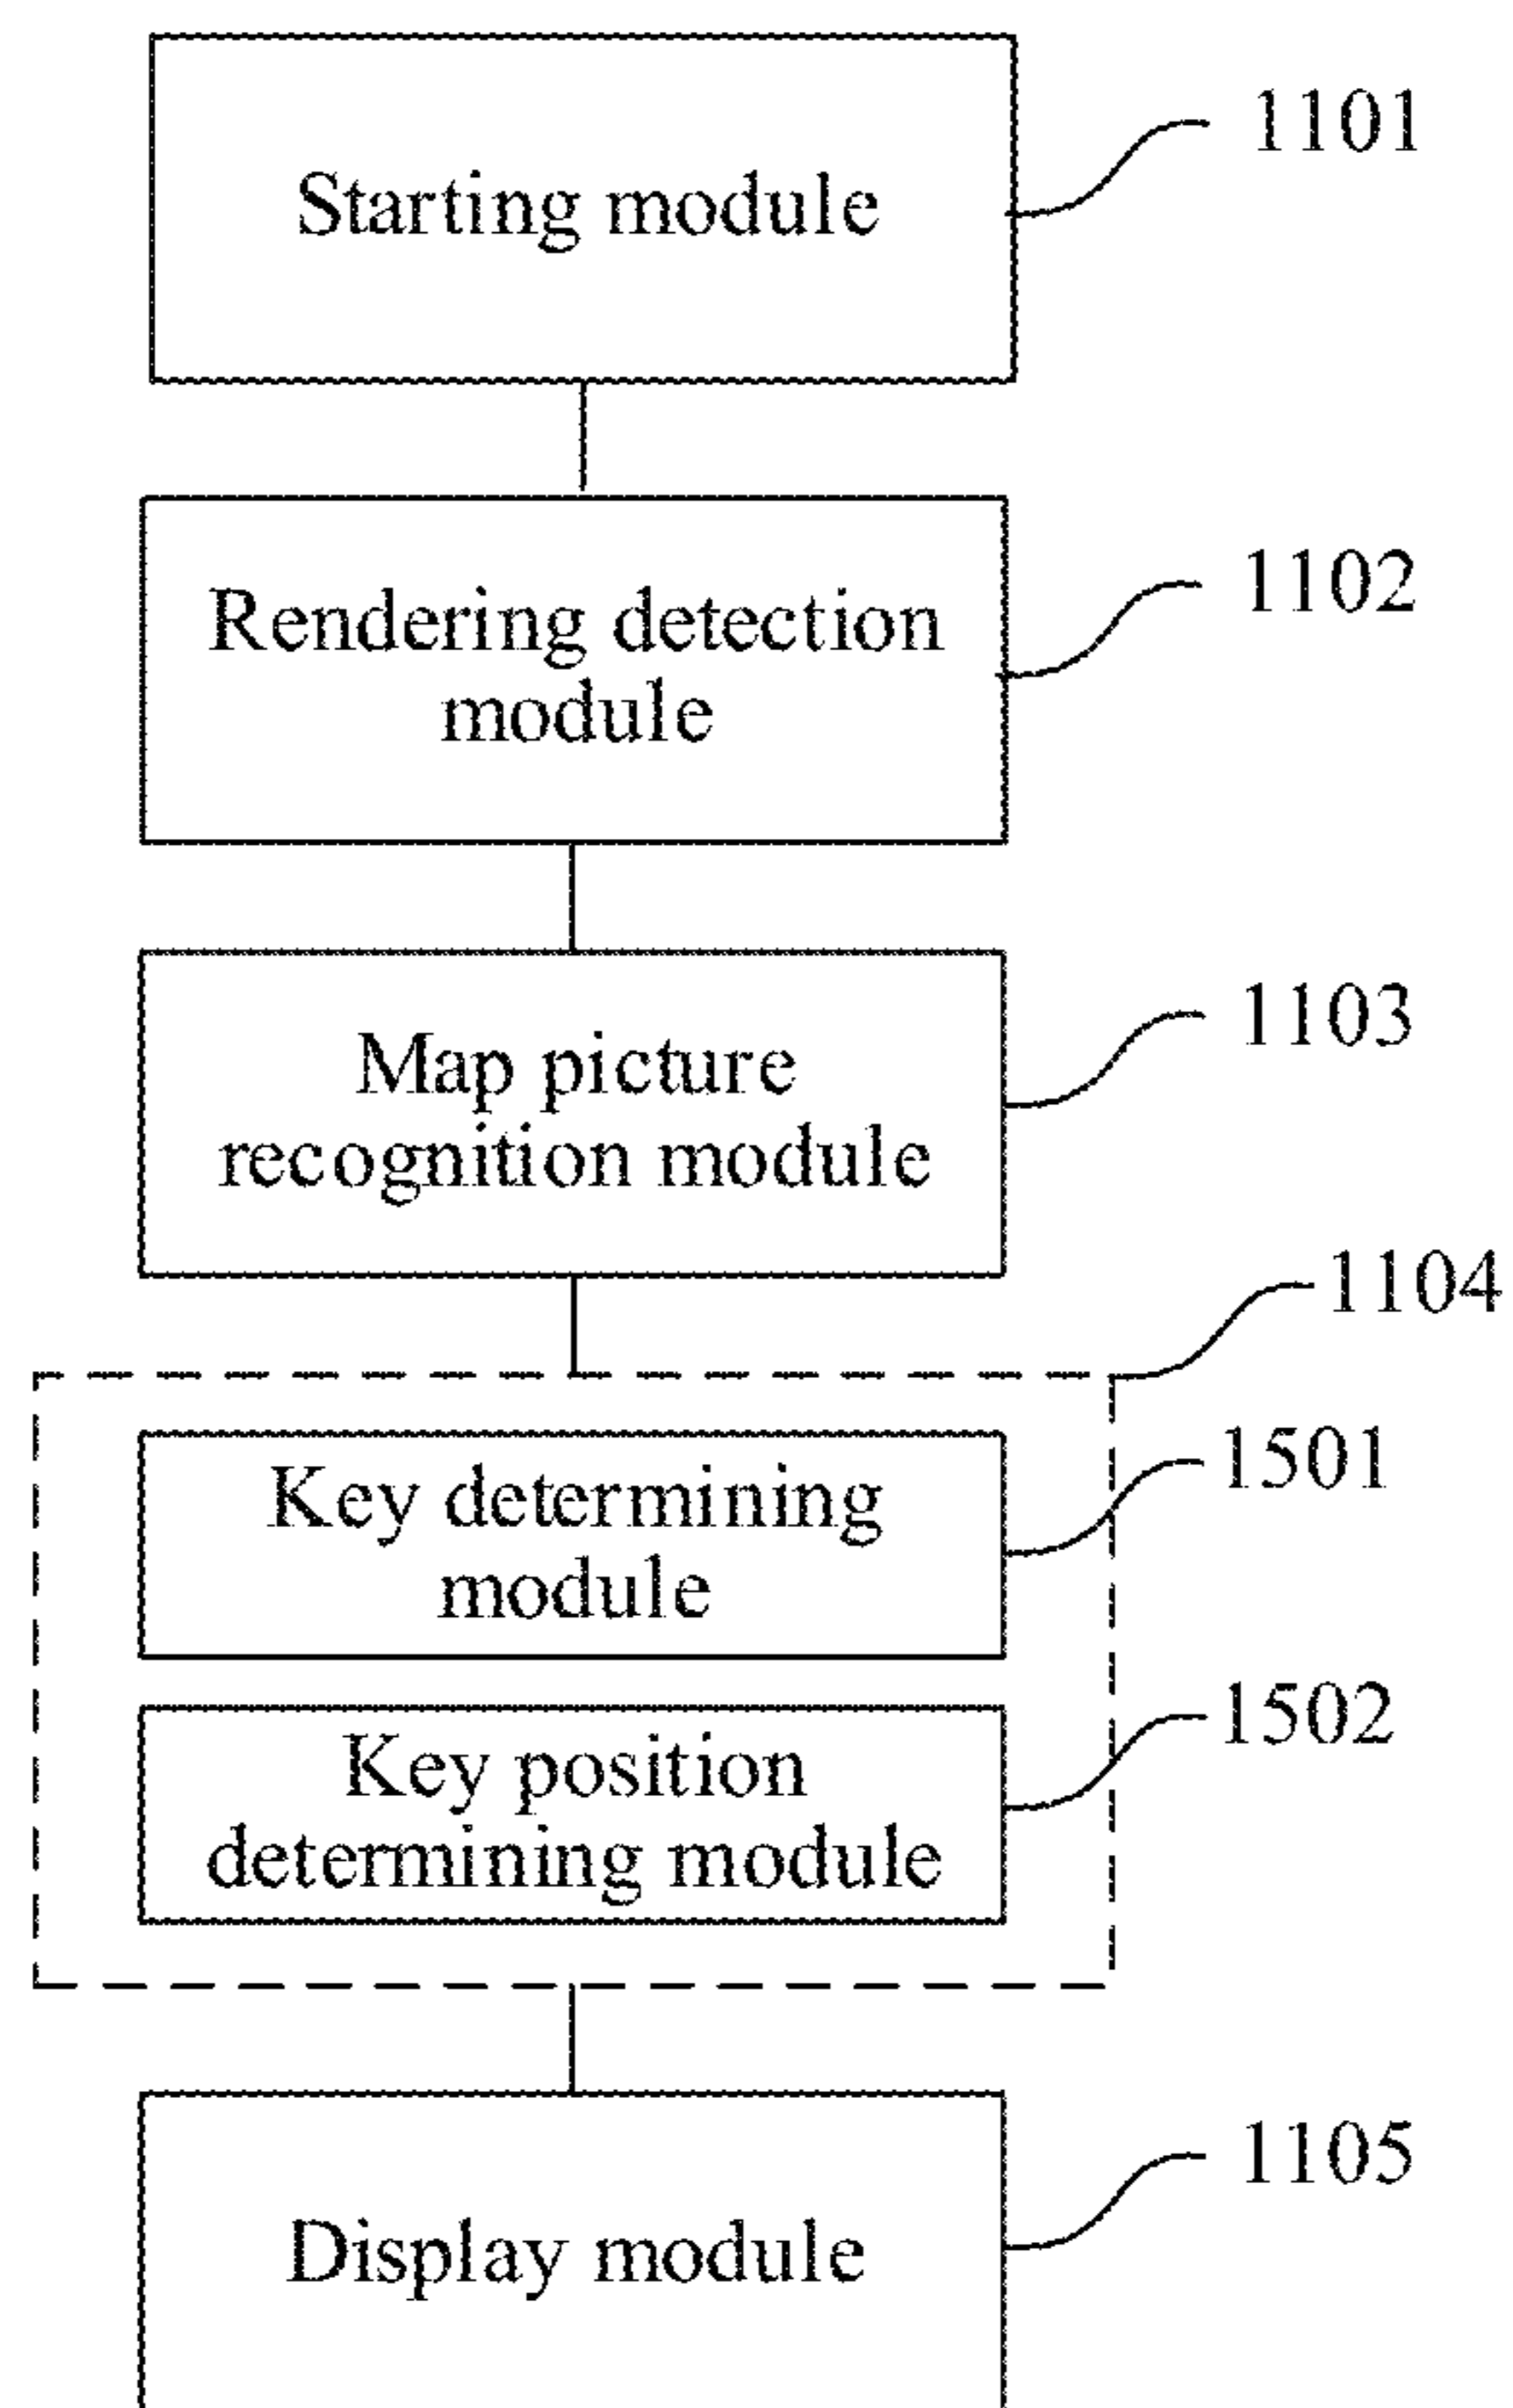 Starting module
1101
Rendering detection
module
1102
Map picture
recognition module
1103
1104
Key determining
module
1501
Key position
determining module
1502
Display module
1105